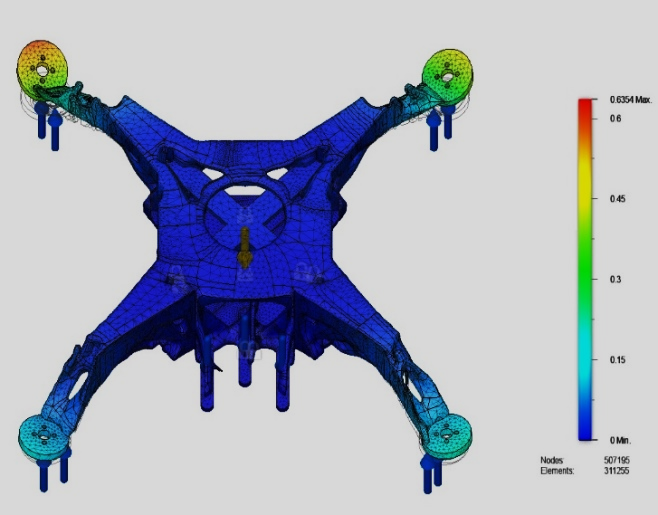 0.6354 Max.
0.6
0.45
0.3
0.15
0 Min.
Nodes: 507195
Elements: 311255